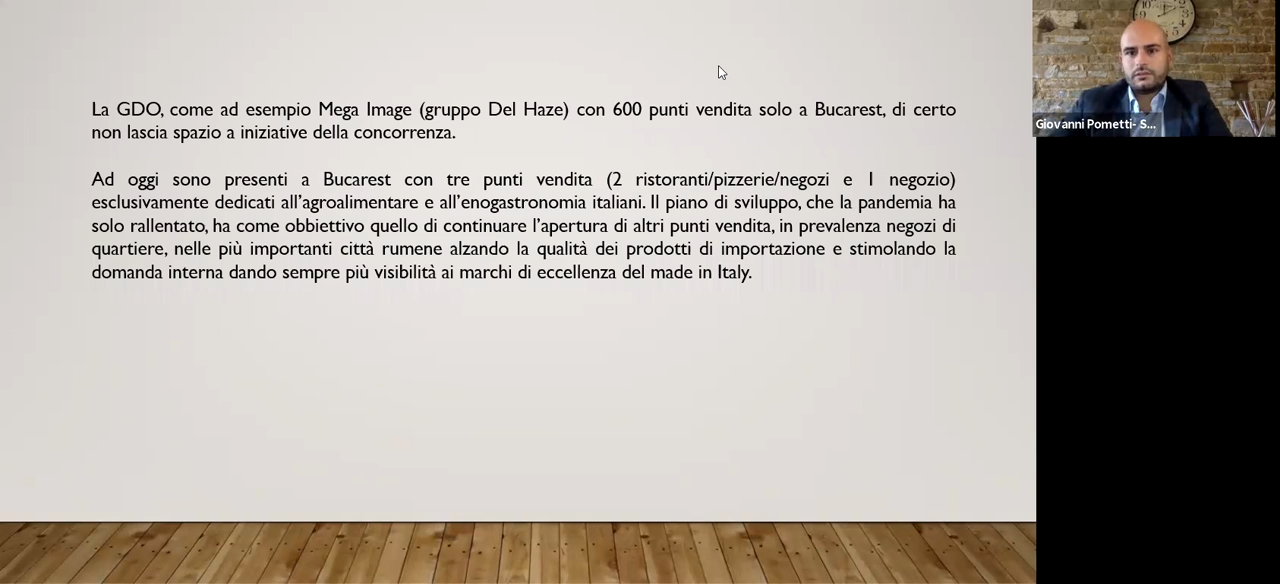 La GDO, come ad esempio Mega Image (gruppo Del Haze) con 600 punti vendita solo a Bucarest, di certo
non lascia spazio a iniziative della concorrenza.
Ad oggi sono presenti a Bucarest con tre punti vendita (2 ristoranti/pizzerie/negozi e 1 negozio)
esclusivamente dedicati all’agroalimentare e all’enogastronomia italiani. Il piano di sviluppo, che la pandemia ha
solo rallentato, ha come obbiettivo quello di continuare l’apertura di altri punti vendita, in prevalenza negozi di
quartiere, nelle più importanti città rumene alzando la qualità dei prodotti di importazione e stimolando la
domanda interna dando sempre più visibilità ai marchi di eccellenza del made in Italy.
Giovanni Pometti- S...